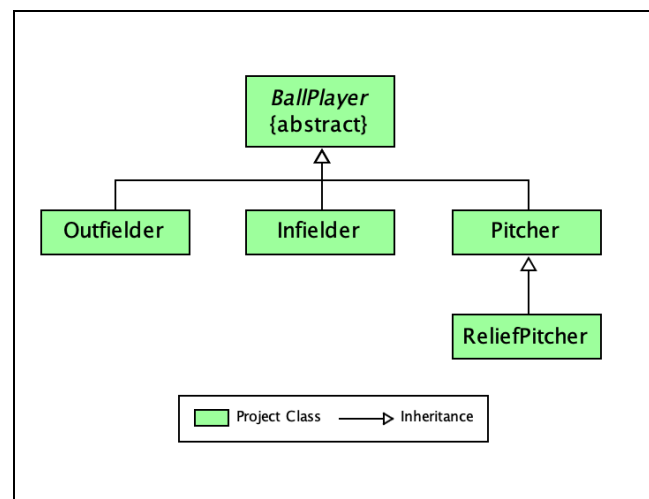 BallPlayer
{abstract}
Outfielder
Infielder
Pitcher
ReliefPitcher
Project Class
Inheritance